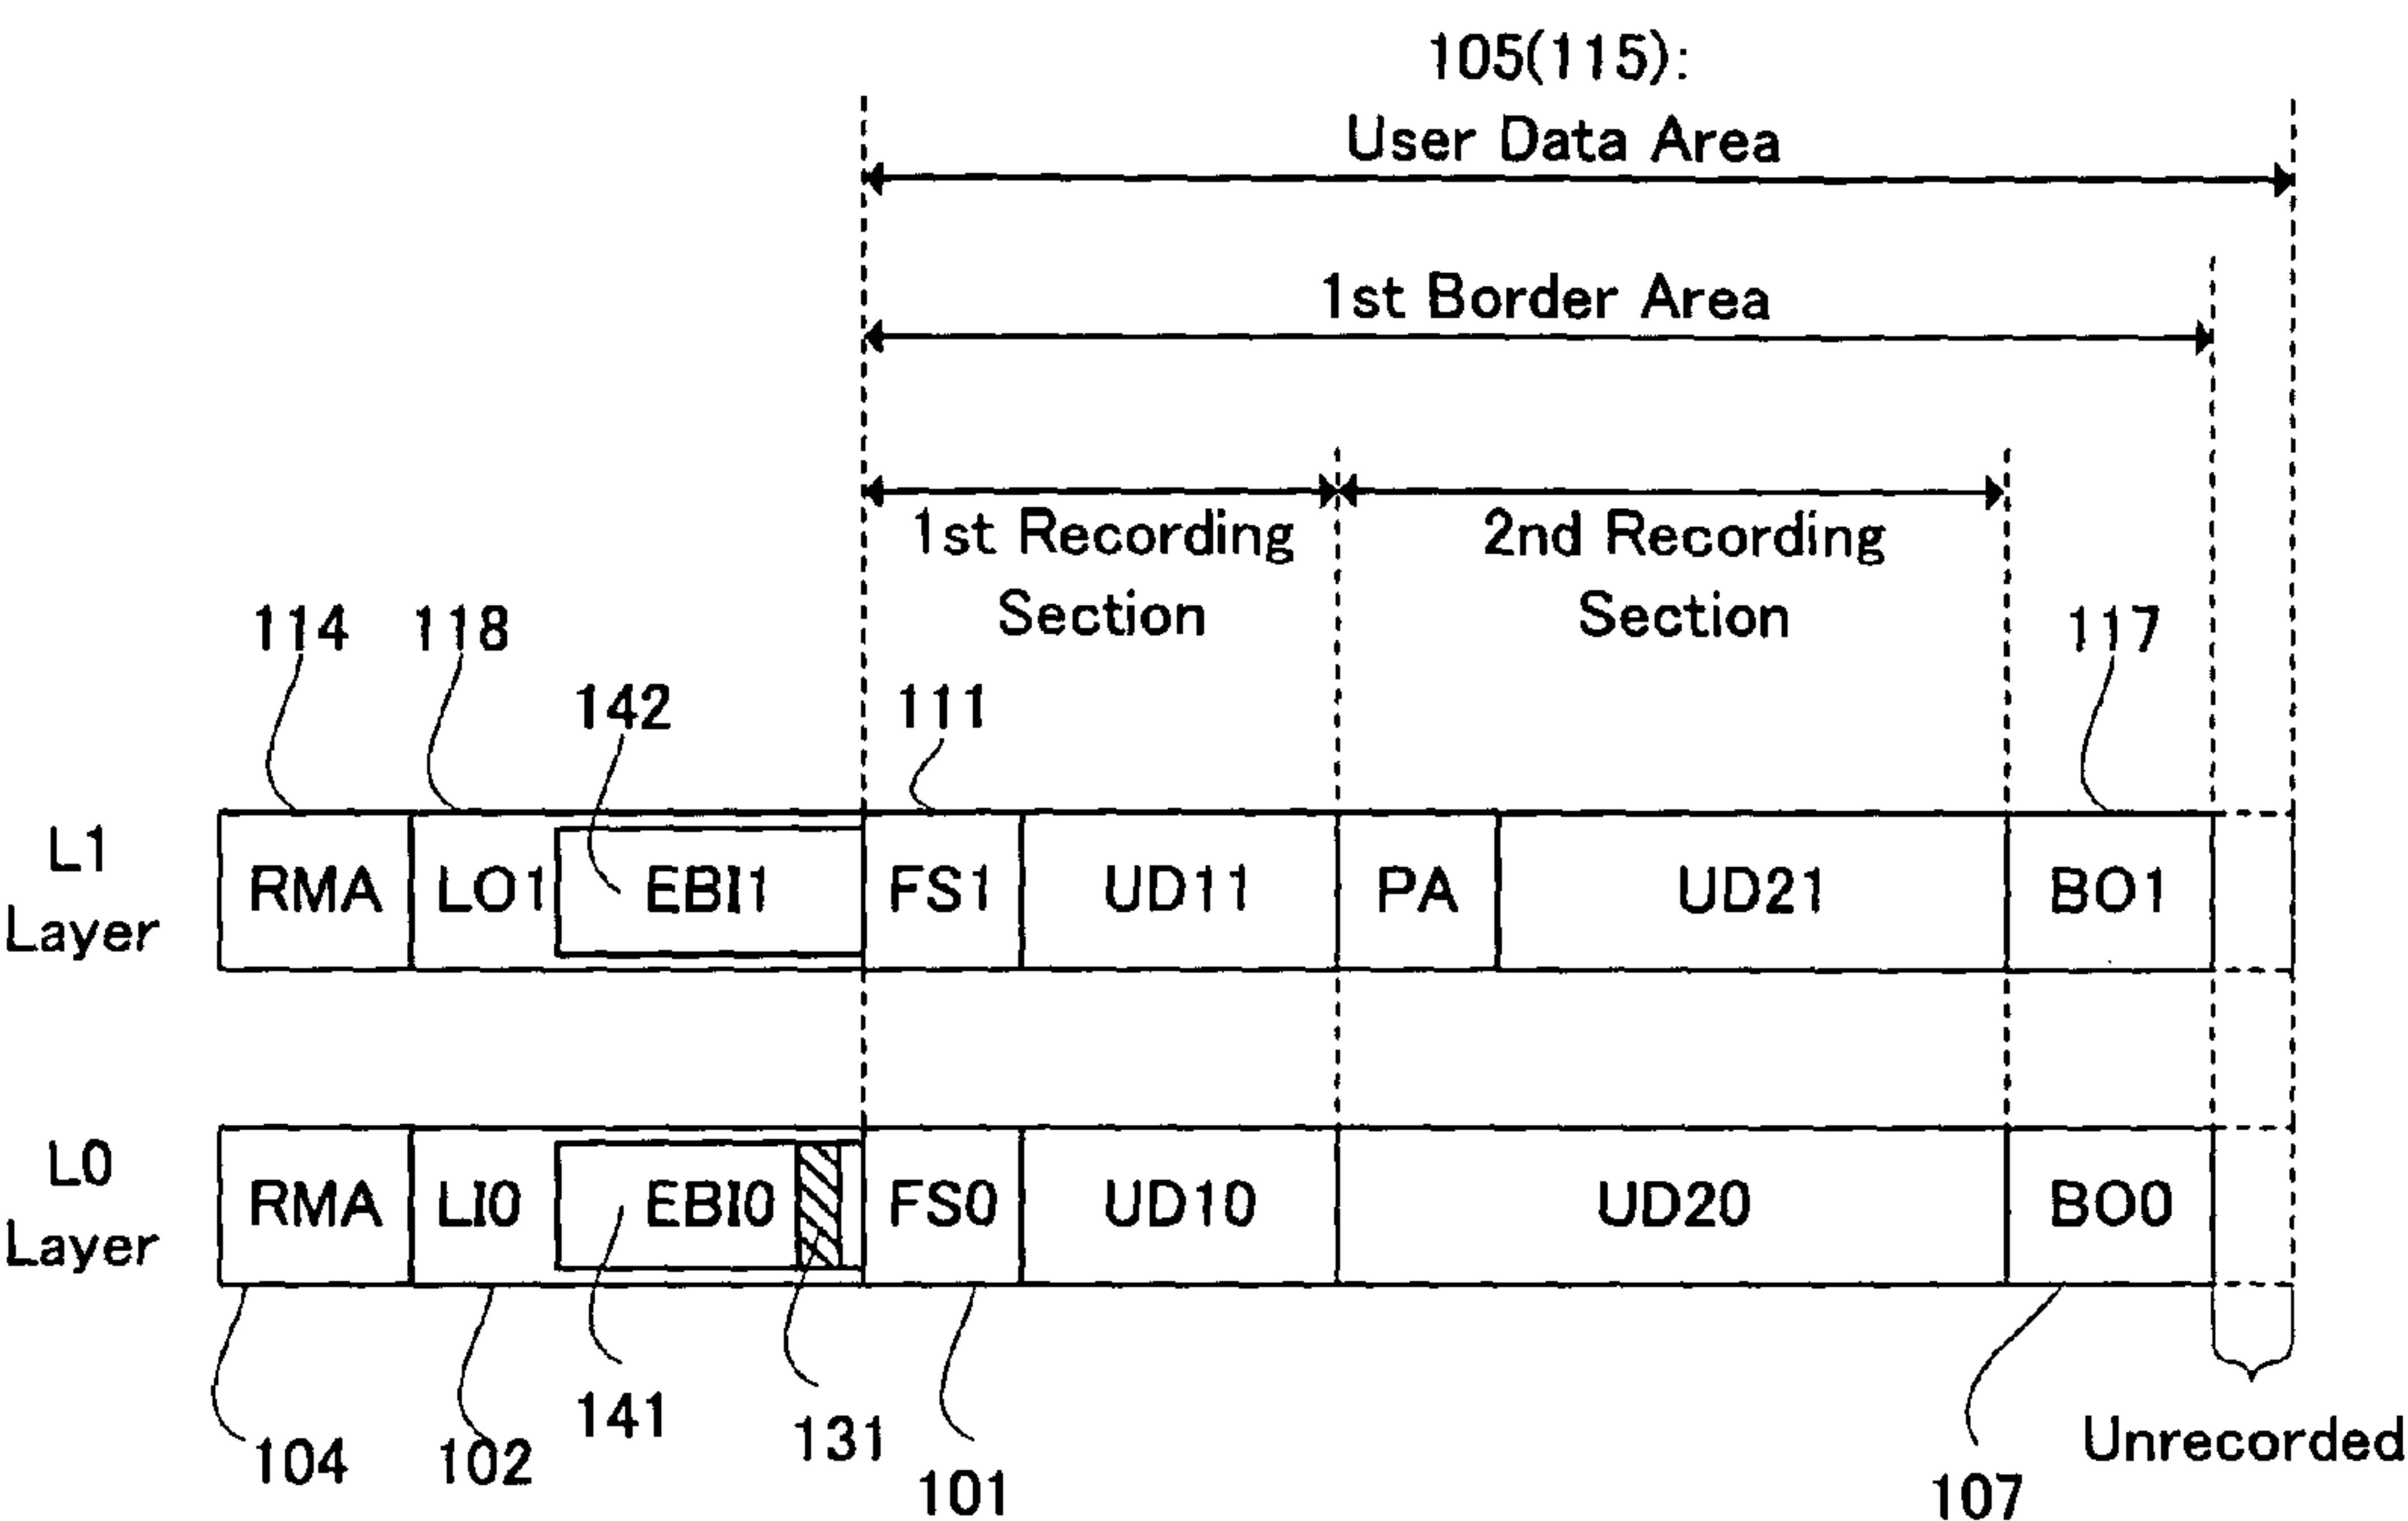 105(115):
User Data Area
1st Border Area
1st Recording
Section
2nd Recording
Section
114
118
142
111
117
L1
Layer
RMA
LO1
EBI1
FS1
UD11
PA
UD21
BO1
L0
Layer
RMA
LI0
EBI0
FS0
UD10
UD20
BO0
104
102
141
131
101
107
Unrecorded